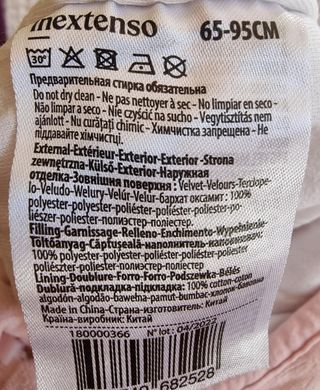 inextenso 65-95CM
30°
Предварительная стирка обязательна
Do not dry clean - Ne pas nettoyer à sec - No limpiar en seco -
Não limpar a seco - Nie czyścić na sucho - Vegytisztítés nem
ajánlott - Nu curățați chimic - Химчистка запрещена - Не
піддавайте хімчистці.
External-Extérieur-Exterior-Exterior-Strona
zewnętrzna-Külső-Exterior-Наружная
отделка-Зовнішня поверхня : Velvet-Velours-Terciope-
lo-Veludo-Welury-Velúr-Velur-бархат оксамит : 100%
polyester-polyester-poliéster-poliéster-po-
liészter-poliester-полиэстер-поліестер
Filling-Garnissage-Relleno-Enchimento-Wypełnienie-
Töltőanyag-Căptușeală-наполнитель-наповнювач:
100% polyester-polyester-poliéster-poliéster-poliester-
poliészter-poliester-полиэстер-поліестер
Lining-Doublure-Forro-Forro-Podszewka-Bélés
Dublură-подкладка-підкладка: 100% cotton-coton-
algodón-algodão-bawełna-pamut-bumbac-хлопок-бавовна
Made in China-Страна-изготовитель: Китай
Країна-виробник: Китай
180000366 N° lot : 04/2022
682528